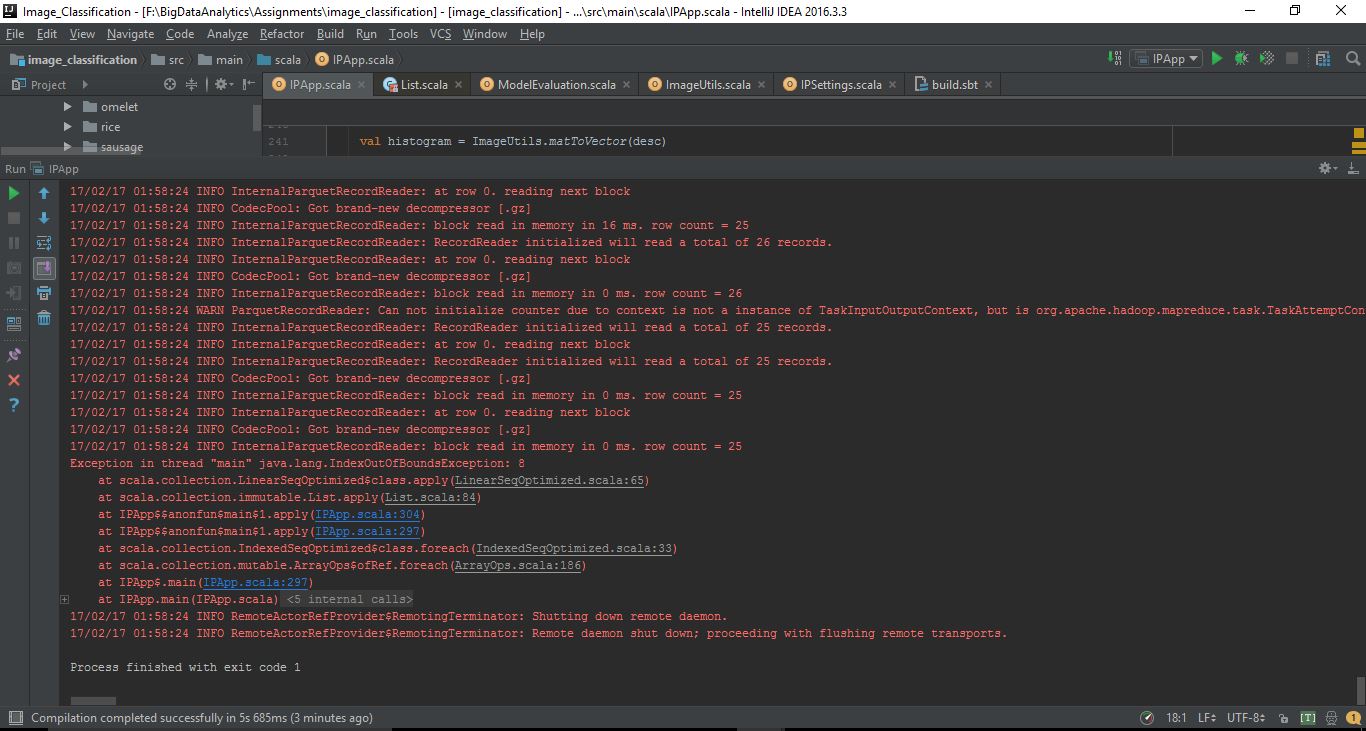 Image_Classification - [F:\BigDataAnalytics\Assignments\image_classification] - [image_classification] - ...\src\main\scala\IPApp.scala - IntelliJ IDEA 2016.3.3
File Edit View Navigate Code Analyze Refactor Build Run Tools VCS Window Help
image_classification src main scala IPApp.scala IPApp
Project IPApp.scala List.scala ModelEvaluation.scala ImageUtils.scala IPSettings.scala build.sbt
omelet
rice
sausage
241 val histogram = ImageUtils.matToVector(desc)
Run IPApp
17/02/17 01:58:24 INFO InternalParquetRecordReader: at row 0. reading next block
17/02/17 01:58:24 INFO CodecPool: Got brand-new decompressor [.gz]
17/02/17 01:58:24 INFO InternalParquetRecordReader: block read in memory in 16 ms. row count = 25
17/02/17 01:58:24 INFO InternalParquetRecordReader: RecordReader initialized will read a total of 26 records.
17/02/17 01:58:24 INFO InternalParquetRecordReader: at row 0. reading next block
17/02/17 01:58:24 INFO CodecPool: Got brand-new decompressor [.gz]
17/02/17 01:58:24 INFO InternalParquetRecordReader: block read in memory in 0 ms. row count = 26
17/02/17 01:58:24 WARN ParquetRecordReader: Can not initialize counter due to context is not a instance of TaskInputOutputContext, but is org.apache.hadoop.mapreduce.task.TaskAttemptCon
17/02/17 01:58:24 INFO InternalParquetRecordReader: RecordReader initialized will read a total of 25 records.
17/02/17 01:58:24 INFO InternalParquetRecordReader: at row 0. reading next block
17/02/17 01:58:24 INFO InternalParquetRecordReader: RecordReader initialized will read a total of 25 records.
17/02/17 01:58:24 INFO CodecPool: Got brand-new decompressor [.gz]
17/02/17 01:58:24 INFO InternalParquetRecordReader: block read in memory in 0 ms. row count = 25
17/02/17 01:58:24 INFO InternalParquetRecordReader: at row 0. reading next block
17/02/17 01:58:24 INFO CodecPool: Got brand-new decompressor [.gz]
17/02/17 01:58:24 INFO InternalParquetRecordReader: block read in memory in 0 ms. row count = 25
Exception in thread "main" java.lang.IndexOutOfBoundsException: 8
at scala.collection.LinearSeqOptimized$class.apply(LinearSeqOptimized.scala:65)
at scala.collection.immutable.List.apply(List.scala:84)
at IPApp$$anonfun$main$1.apply(IPApp.scala:304)
at IPApp$$anonfun$main$1.apply(IPApp.scala:297)
at scala.collection.IndexedSeqOptimized$class.foreach(IndexedSeqOptimized.scala:33)
at scala.collection.mutable.ArrayOps$ofRef.foreach(ArrayOps.scala:186)
at IPApp$.main(IPApp.scala:297)
at IPApp.main(IPApp.scala) <5 internal calls>
17/02/17 01:58:24 INFO RemoteActorRefProvider$RemotingTerminator: Shutting down remote daemon.
17/02/17 01:58:24 INFO RemoteActorRefProvider$RemotingTerminator: Remote daemon shut down; proceeding with flushing remote transports.
Process finished with exit code 1
Compilation completed successfully in 5s 685ms (3 minutes ago) 18:1 LF UTF-8 [T] 1